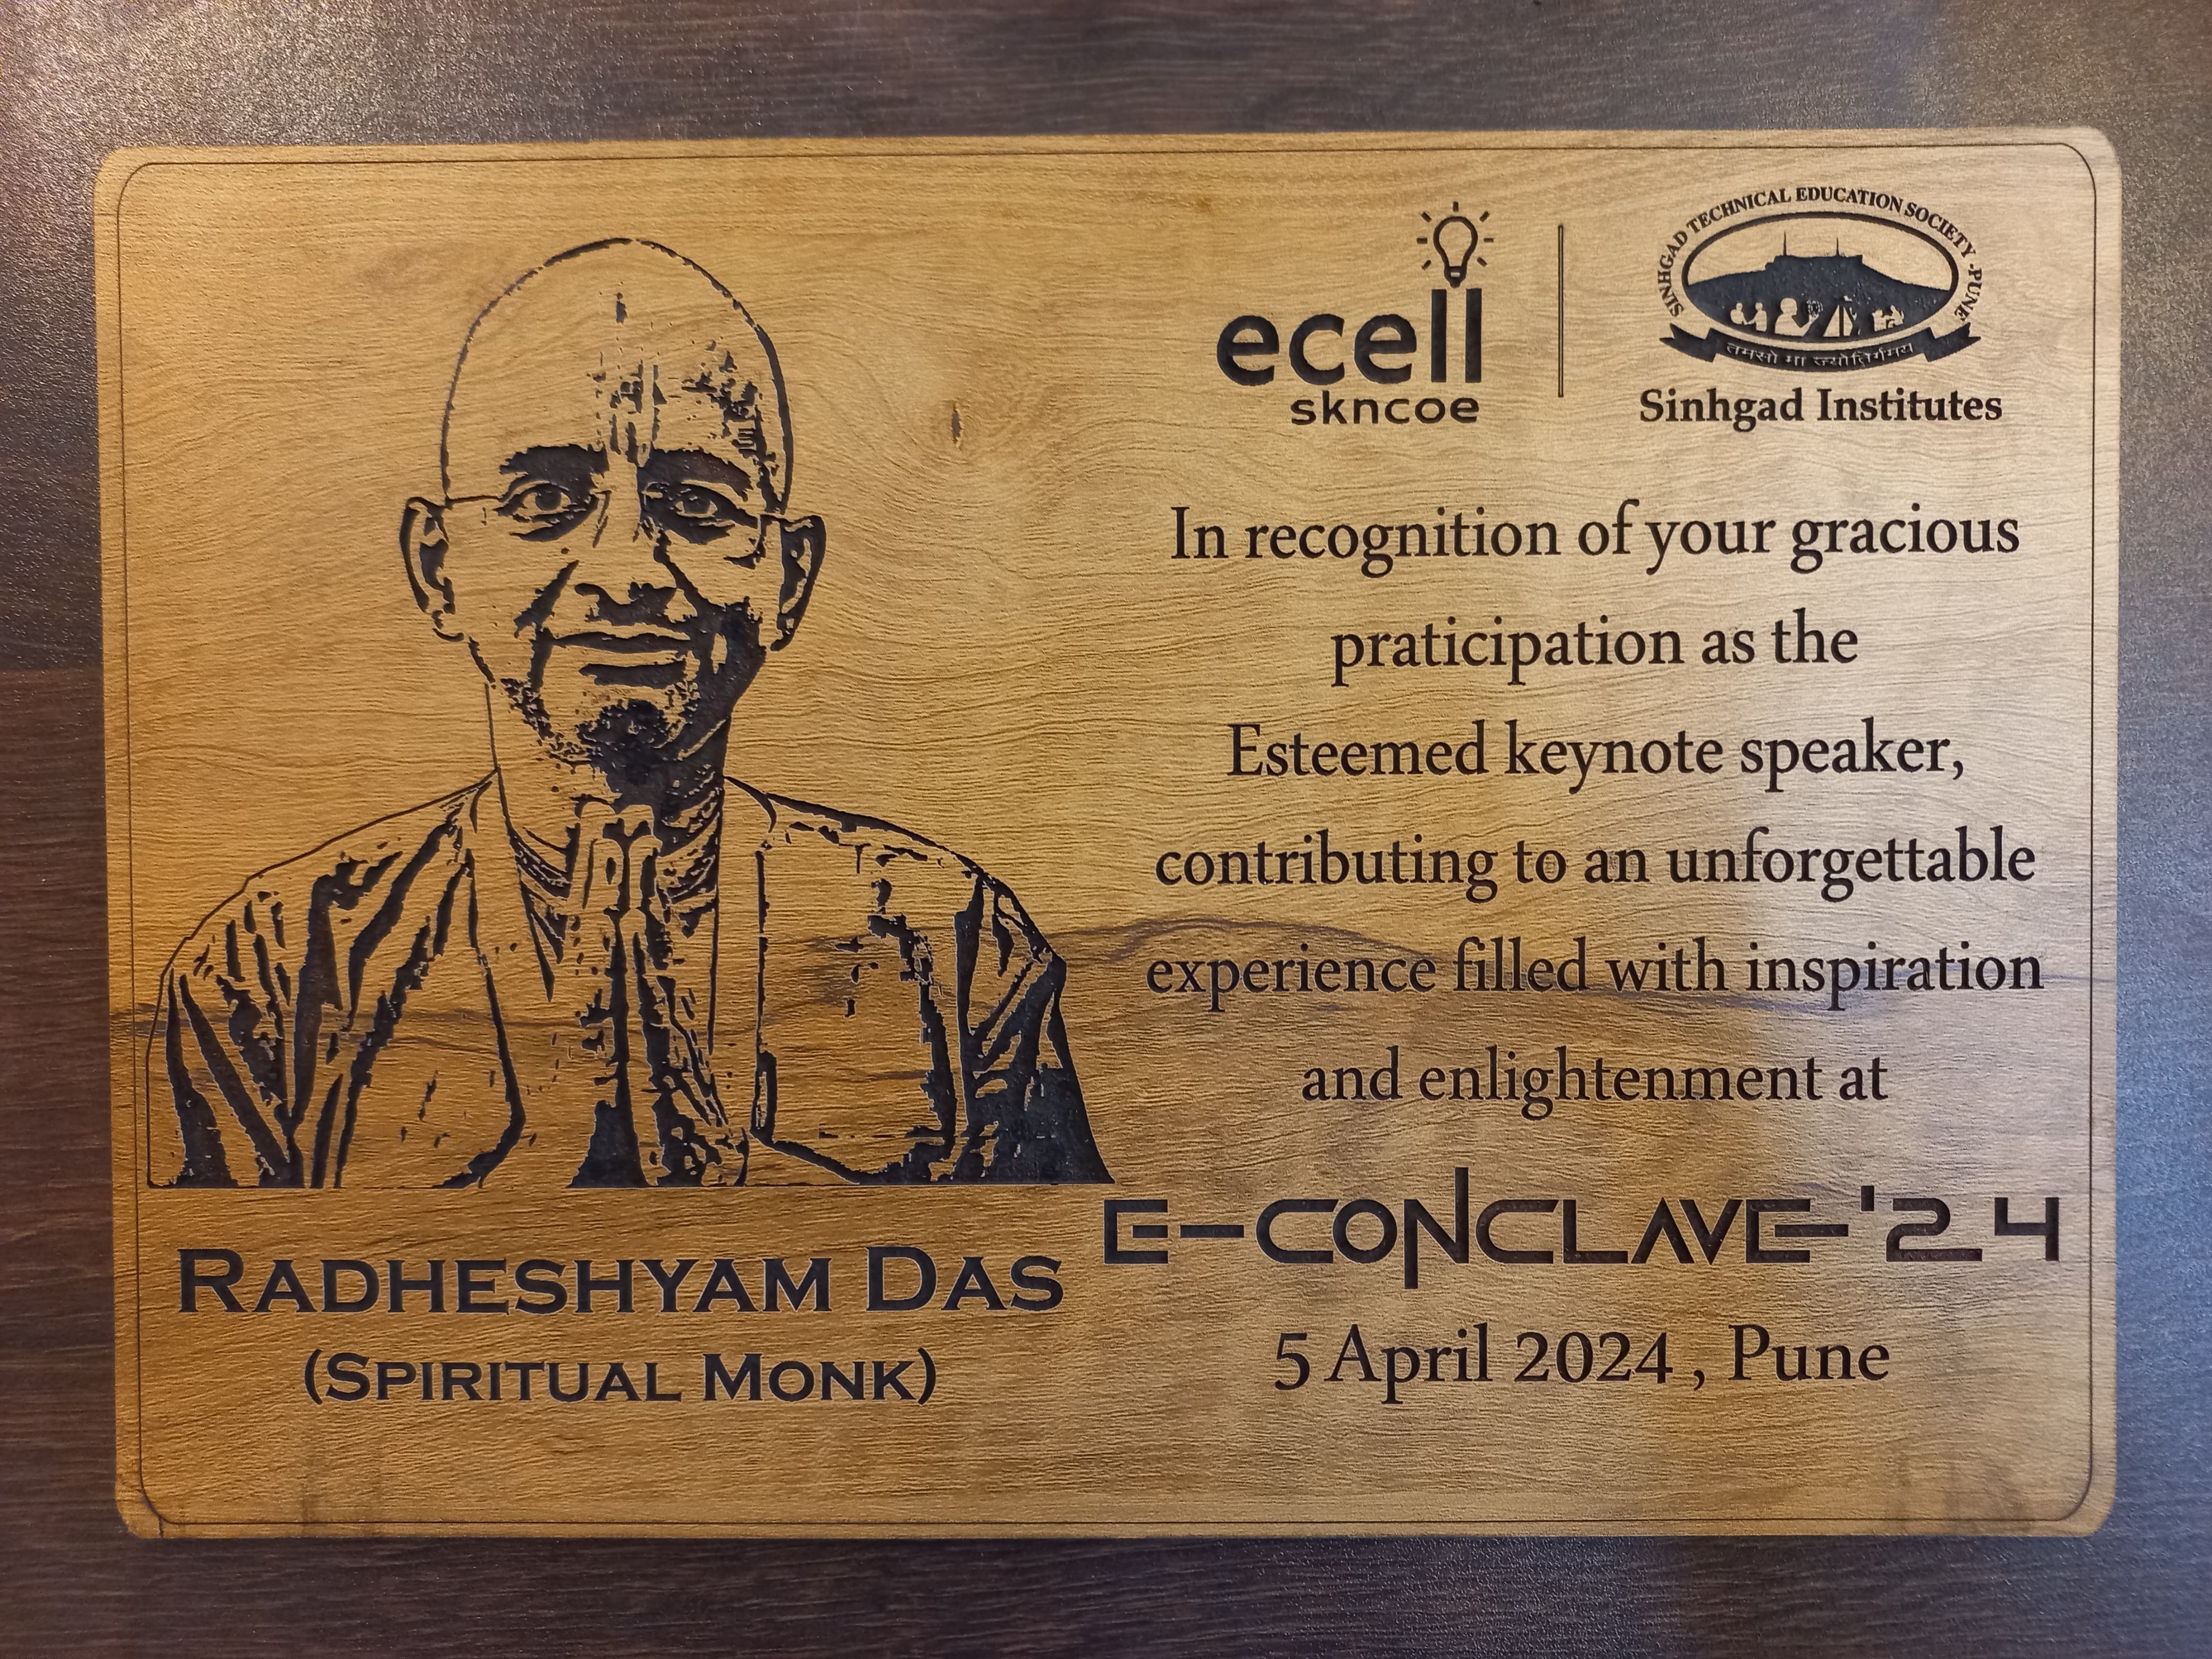 ecell
skncoe
SINHGAD TECHNICAL EDUCATION SOCIETY - PUNE
तमसो मा ज्योतिर्गमय
Sinhgad Institutes
In recognition of your gracious
praticipation as the
Esteemed keynote speaker,
contributing to an unforgettable
experience filled with inspiration
and enlightenment at
E-CONCLAVE-'24
5 April 2024 , Pune
RADHESHYAM DAS
(SPIRITUAL MONK)